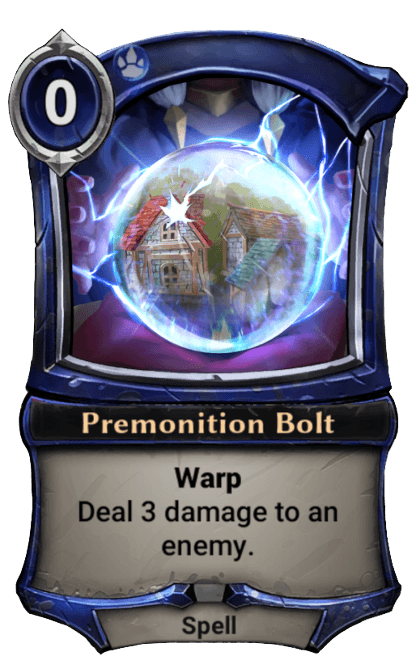 0
Premonition Bolt
Warp
Deal 3 damage to an
enemy.
Spell